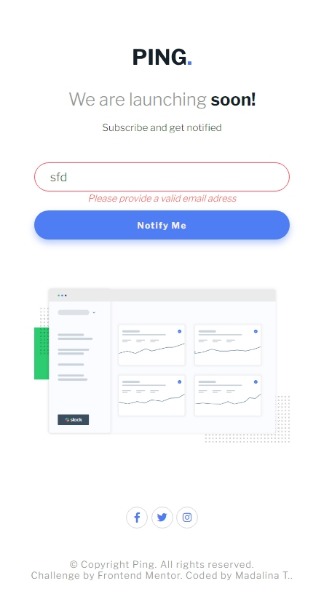 PING.
We are launching soon!
Subscribe and get notified
sfd
Please provide a valid email adress
Notify Me
slack
© Copyright Ping. All rights reserved.
Challenge by Frontend Mentor. Coded by Madalina T..